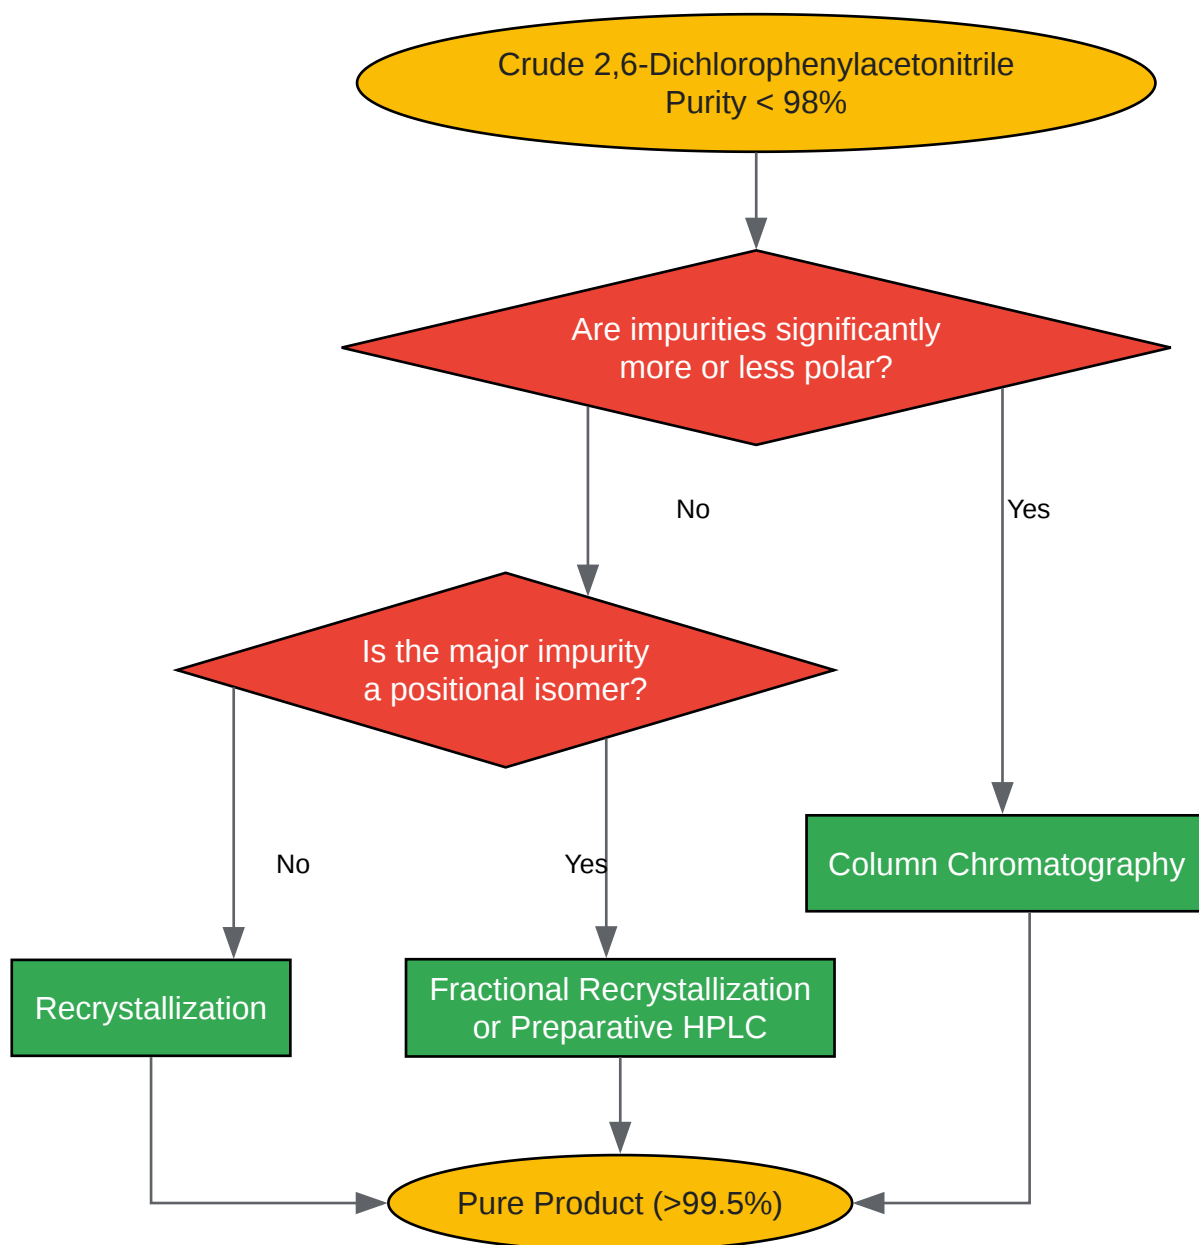 Crude 2,6-Dichlorophenylacetonitrile
Purity < 98%
Are impurities significantly
more or less polar?
No
Yes
Is the major impurity
a positional isomer?
No
Yes
Column Chromatography
Recrystallization
Fractional Recrystallization
or Preparative HPLC
Pure Product (>99.5%)